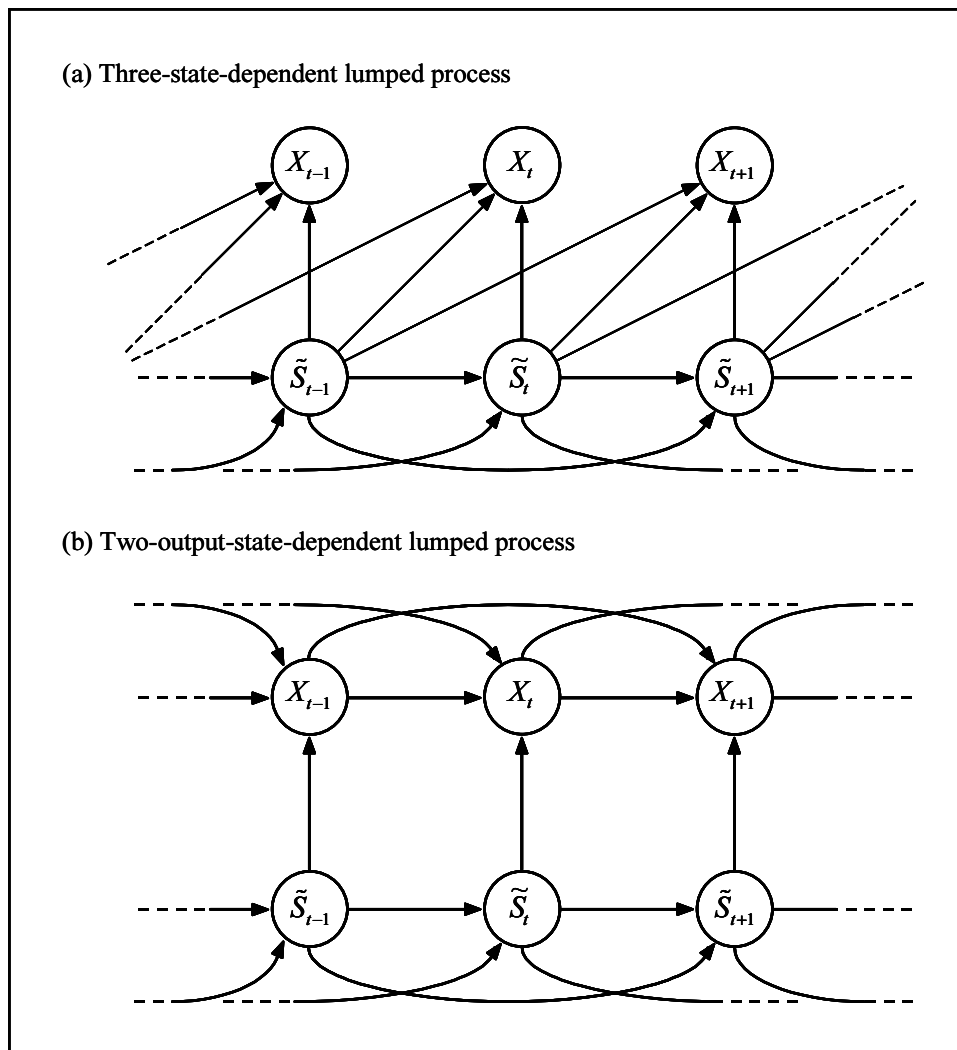 (a) Three-state-dependent lumped process
X_{t−1} X_t X_{t+1}
S̃_{t−1} S̃_t S̃_{t+1}
(b) Two-output-state-dependent lumped process
X_{t−1} X_t X_{t+1}
S̃_{t−1} S̃_t S̃_{t+1}